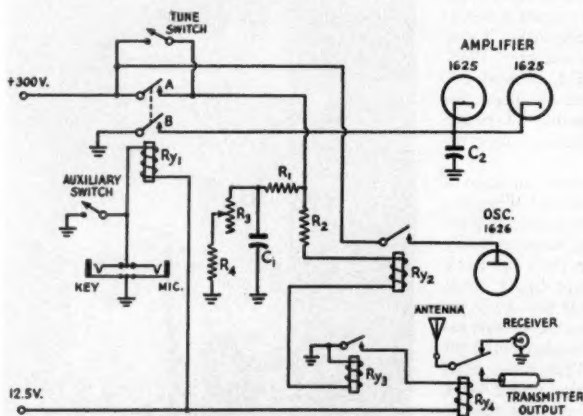 TUNE
SWITCH
AMPLIFIER
1625 1625
+300V.
A
B
C2
Ry1
AUXILIARY
SWITCH
R1
R3
R2
C1
R4
OSC.
1626
KEY
MIC.
Ry2
ANTENNA
RECEIVER
Ry3
Ry4
TRANSMITTER
OUTPUT
12.5V.